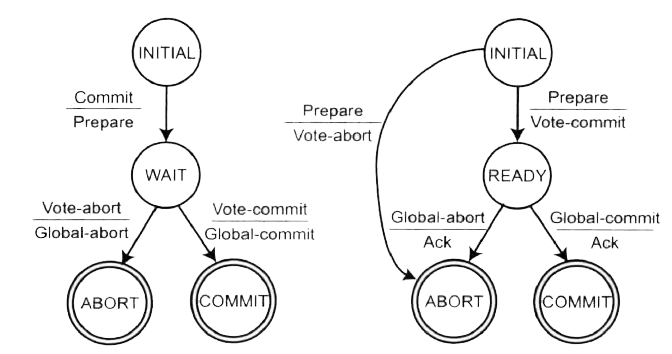 INITIAL
Commit
Prepare
WAIT
Vote-abort
Global-abort
Vote-commit
Global-commit
ABORT
COMMIT
INITIAL
Prepare
Vote-abort
Prepare
Vote-commit
READY
Global-abort
Ack
Global-commit
Ack
ABORT
COMMIT